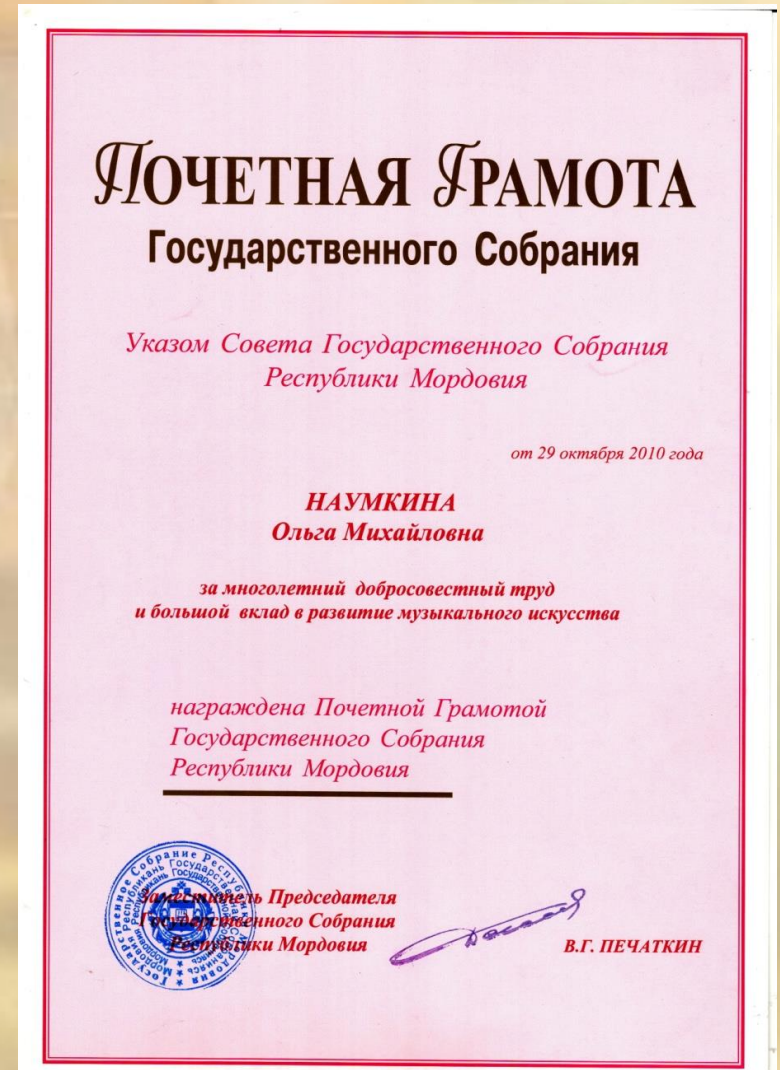 ПОЧЕТНАЯ ГРАМОТА
Государственного Собрания
Указом Совета Государственного Собрания
Республики Мордовия
от 29 октября 2010 года
НАУМКИНА
Ольга Михайловна
за многолетний добросовестный труд
и большой вклад в развитие музыкального искусства
награждена Почетной Грамотой
Государственного Собрания
Республики Мордовия
Заместитель Председателя
Государственного Собрания
Республики Мордовия
В.Г. ПЕЧАТКИН